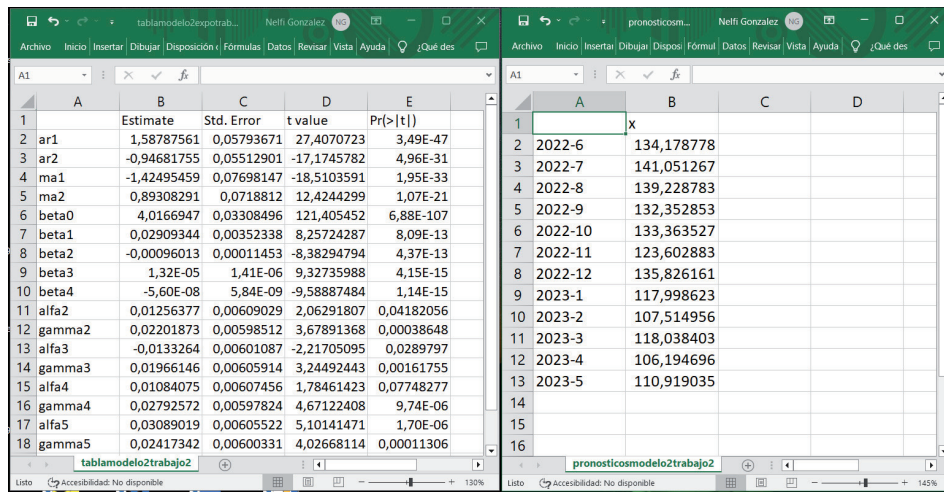 tablamodelo2expotrab... Nelfi Gonzalez NG
Archivo Inicio Insertar Dibujar Disposición Fórmulas Datos Revisar Vista Ayuda ¿Qué des
A1 fx
A B C D E
1 Estimate Std. Error t value Pr(>|t|)
2 ar1 1,58787561 0,05793671 27,4070723 3,49E-47
3 ar2 -0,94681755 0,05512901 -17,1745782 4,96E-31
4 ma1 -1,42495459 0,07698147 -18,5103591 1,95E-33
5 ma2 0,89308291 0,0718812 12,4244299 1,07E-21
6 beta0 4,0166947 0,03308496 121,405452 6,88E-107
7 beta1 0,02909344 0,00352338 8,25724287 8,09E-13
8 beta2 -0,00096013 0,00011453 -8,38294794 4,37E-13
9 beta3 1,32E-05 1,41E-06 9,32735988 4,15E-15
10 beta4 -5,60E-08 5,84E-09 -9,58887484 1,14E-15
11 alfa2 0,01256377 0,00609029 2,06291807 0,04182056
12 gamma2 0,02201873 0,00598512 3,67891368 0,00038648
13 alfa3 -0,0133264 0,00601087 -2,21705095 0,0289797
14 gamma3 0,01966146 0,00605914 3,24492443 0,00161755
15 alfa4 0,01084075 0,00607456 1,78461423 0,07748277
16 gamma4 0,02792572 0,00597824 4,67122408 9,74E-06
17 alfa5 0,03089019 0,00605522 5,10141471 1,70E-06
18 gamma5 0,02417342 0,00600331 4,02668114 0,00011306
tablamodelo2trabajo2
Listo Accesibilidad: No disponible 130%
pronosticosm... Nelfi Gonzalez NG
Archivo Inicio Insertar Dibujar Disposi Fórmul Datos Revisar Vista Ayuda ¿Qué des
A1 fx
A B C D
1 x
2 2022-6 134,178778
3 2022-7 141,051267
4 2022-8 139,228783
5 2022-9 132,352853
6 2022-10 133,363527
7 2022-11 123,602883
8 2022-12 135,826161
9 2023-1 117,998623
10 2023-2 107,514956
11 2023-3 118,038403
12 2023-4 106,194696
13 2023-5 110,919035
14
15
16
pronosticosmodelo2trabajo2
Listo Accesibilidad: No disponible 145%